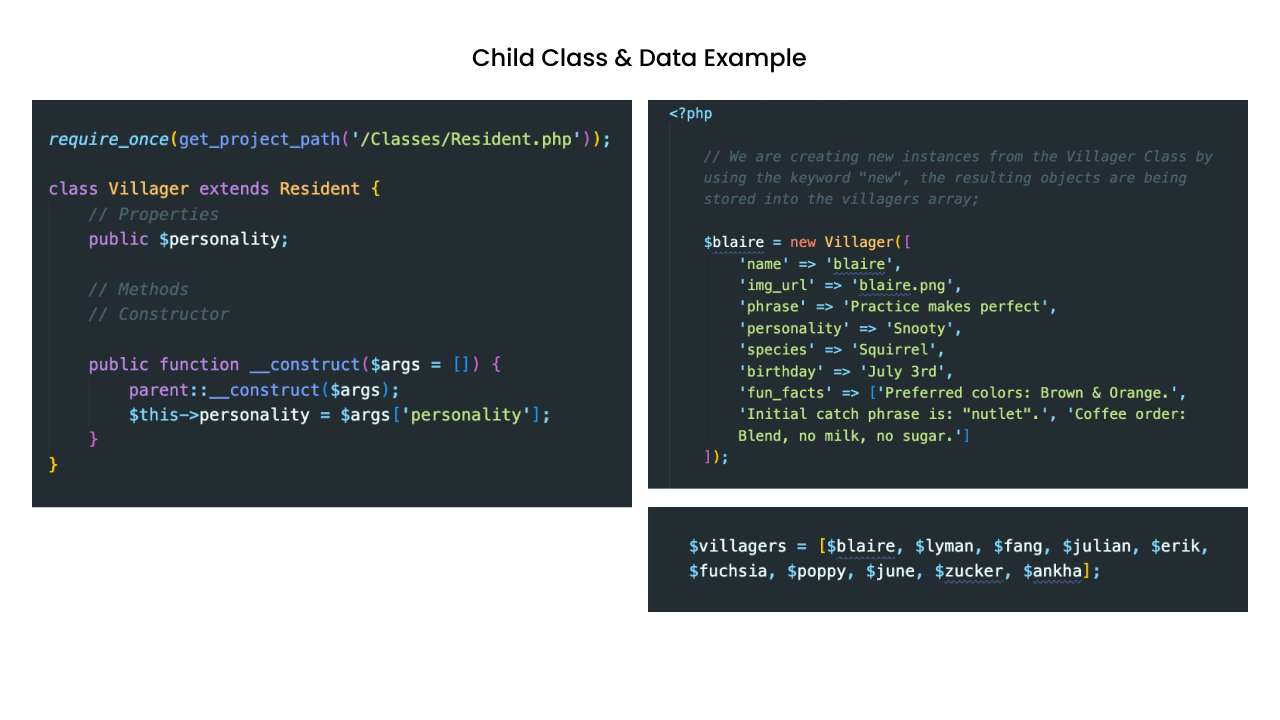 Child Class & Data Example
require_once(get_project_path('/Classes/Resident.php'));
class Villager extends Resident {
// Properties
public $personality;
// Methods
// Constructor
public function __construct($args = []) {
parent::__construct($args);
$this->personality = $args['personality'];
}
}
<?php
// We are creating new instances from the Villager Class by
using the keyword "new", the resulting objects are being
stored into the villagers array;
$blaire = new Villager([
'name' => 'blaire',
'img_url' => 'blaire.png',
'phrase' => 'Practice makes perfect',
'personality' => 'Snooty',
'species' => 'Squirrel',
'birthday' => 'July 3rd',
'fun_facts' => ['Preferred colors: Brown & Orange.',
'Initial catch phrase is: "nutlet".', 'Coffee order:
Blend, no milk, no sugar.']
]);
$villagers = [$blaire, $lyman, $fang, $julian, $erik,
$fuchsia, $poppy, $june, $zucker, $ankha];